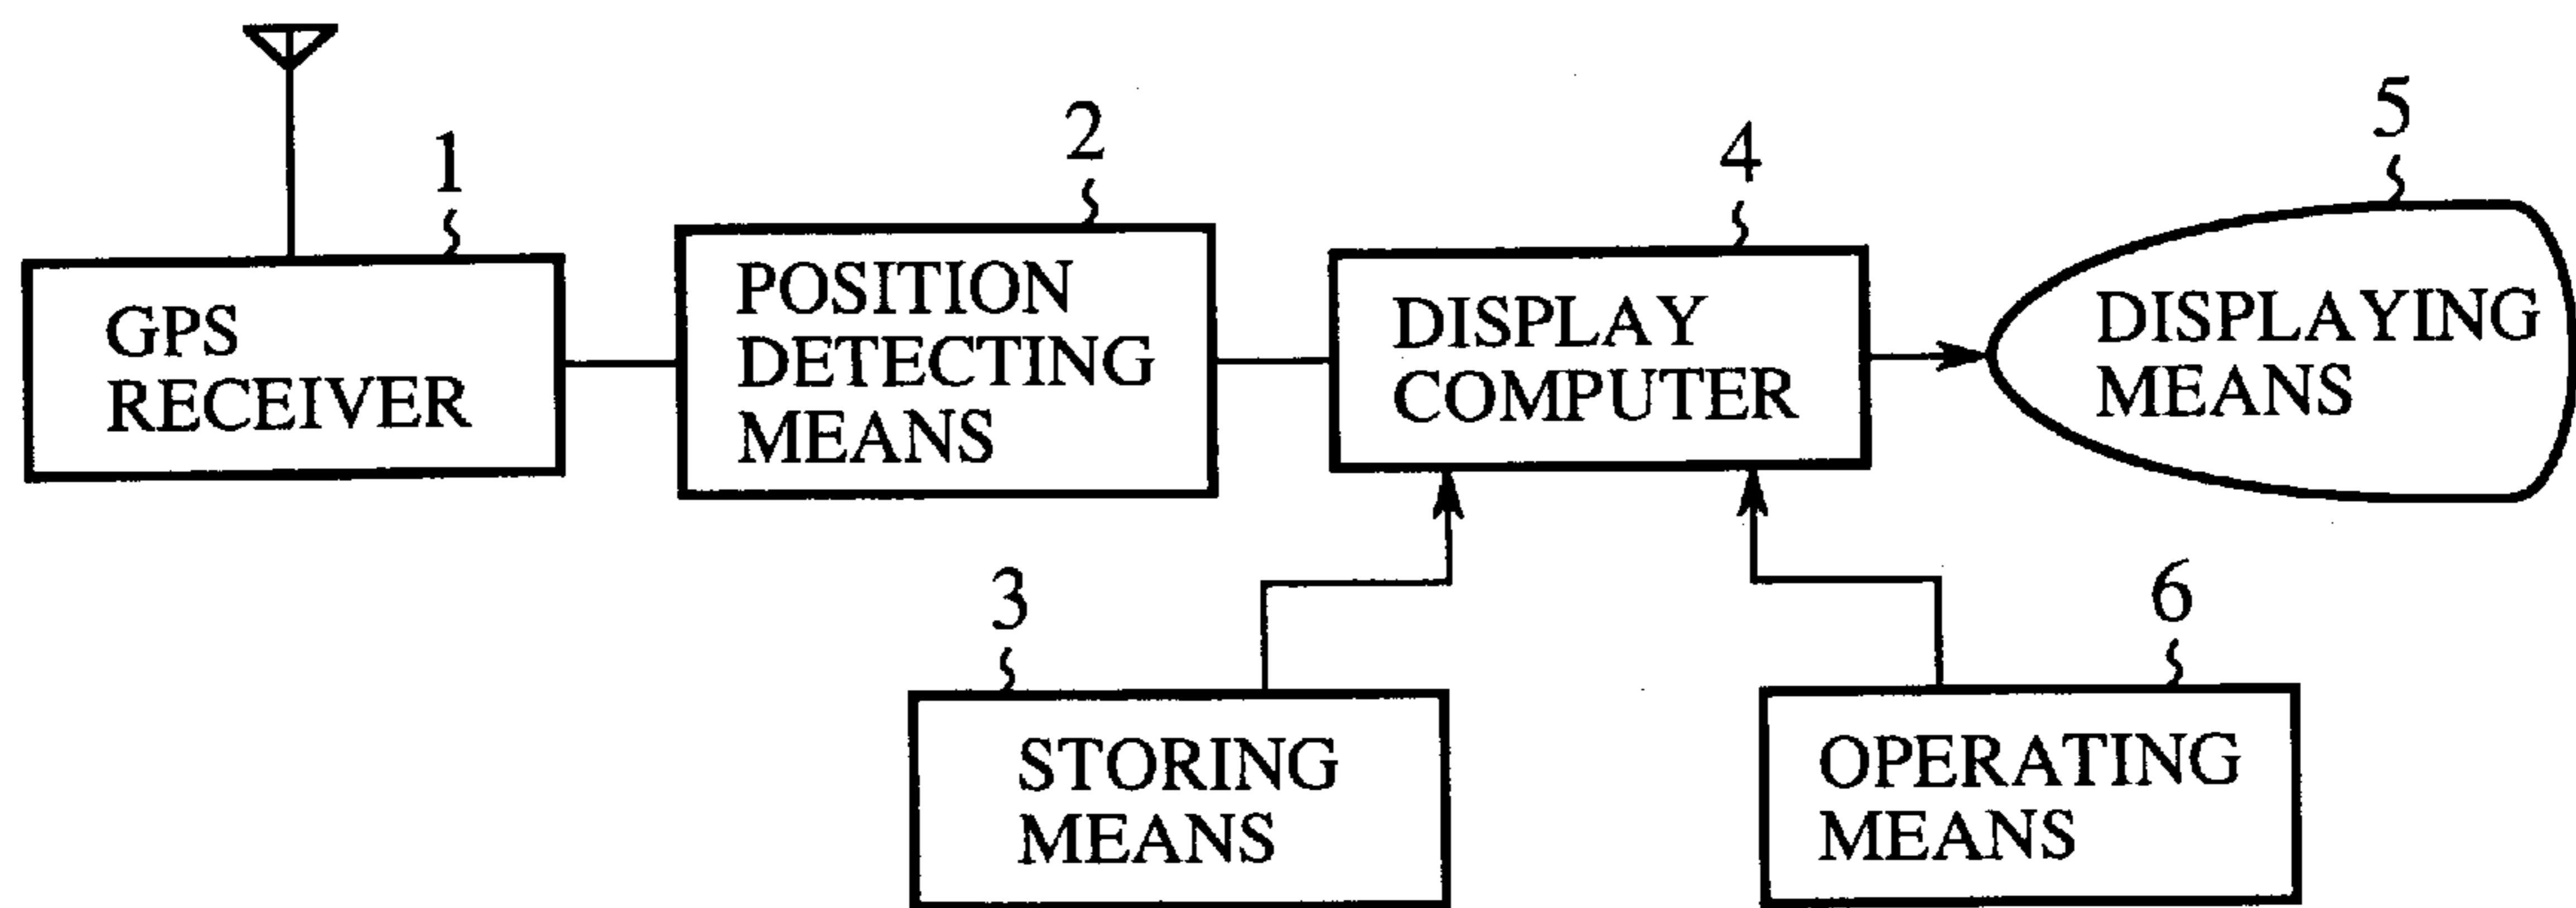 1
GPS
RECEIVER
2
POSITION
DETECTING
MEANS
4
DISPLAY
COMPUTER
5
DISPLAYING
MEANS
3
STORING
MEANS
6
OPERATING
MEANS